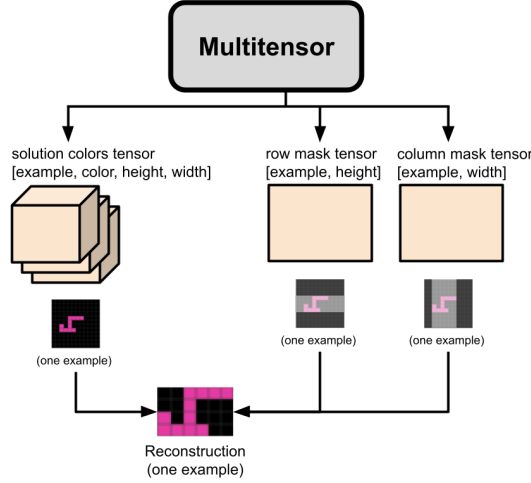 Multitensor
solution colors tensor
[example, color, height, width]
row mask tensor
[example, height]
column mask tensor
[example, width]
(one example)
(one example)
(one example)
Reconstruction
(one example)